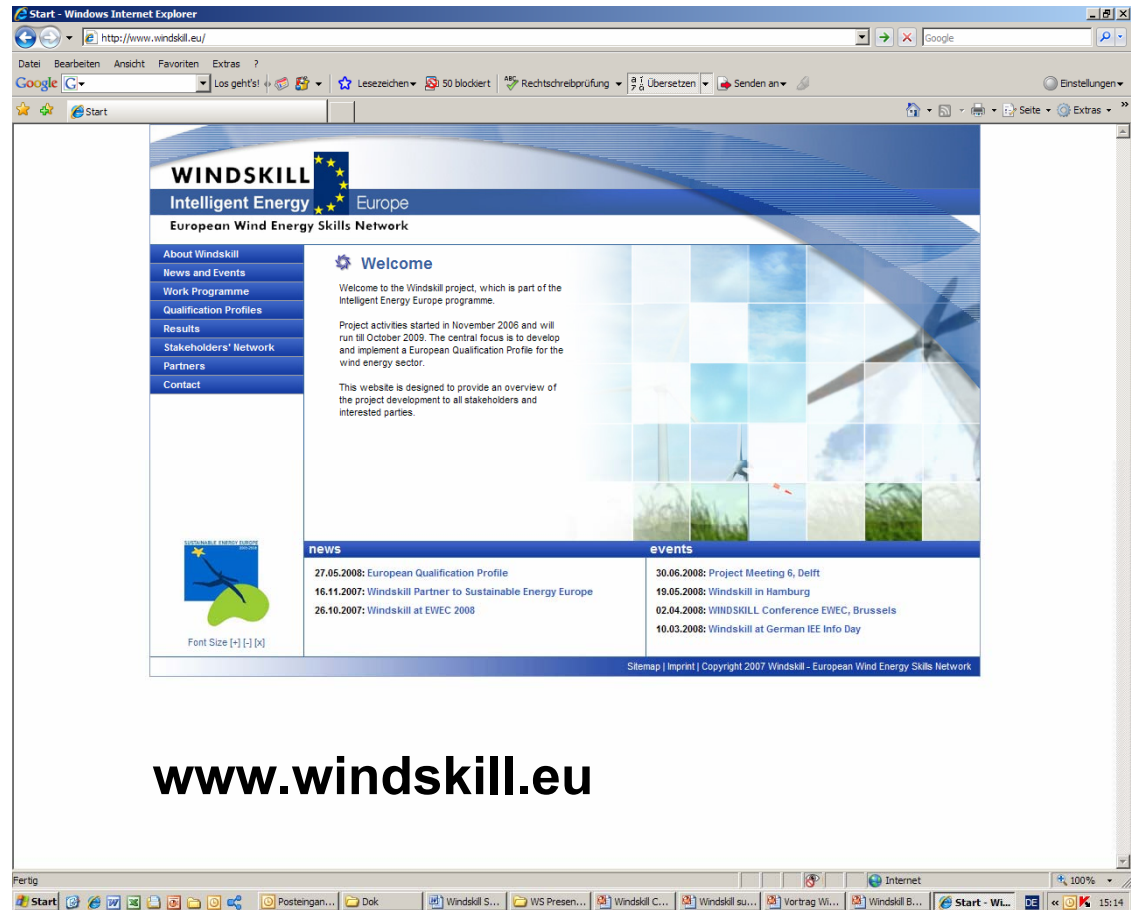 Start - Windows Internet Explorer
http://www.windskill.eu/
Google
Datei Bearbeiten Ansicht Favoriten Extras ?
Google G Los geht's! Lesezeichen 50 blockiert Rechtschreibprüfung Übersetzen Senden an Einstellungen
Start
Seite Extras »
WINDSKILL
Intelligent Energy Europe
European Wind Energy Skills Network
About Windskill
News and Events
Work Programme
Qualification Profiles
Results
Stakeholders' Network
Partners
Contact
Welcome
Welcome to the Windskill project, which is part of the
Intelligent Energy Europe programme.
Project activities started in November 2006 and will
run till October 2009. The central focus is to develop
and implement a European Qualification Profile for the
wind energy sector.
This website is designed to provide an overview of
the project development to all stakeholders and
interested parties.
SUSTAINABLE ENERGY EUROPE
2005-2008
Font Size [+] [-] [x]
news
27.05.2008: European Qualification Profile
16.11.2007: Windskill Partner to Sustainable Energy Europe
26.10.2007: Windskill at EWEC 2008
events
30.06.2008: Project Meeting 6, Delft
19.05.2008: Windskill in Hamburg
02.04.2008: WINDSKILL Conference EWEC, Brussels
10.03.2008: Windskill at German IEE Info Day
Sitemap | Imprint | Copyright 2007 Windskill - European Wind Energy Skills Network
www.windskill.eu
Fertig Internet 100%
Start Posteingan... Dok Windskill S... WS Presen... Windskill C... Windskill su... Vortrag Wi... Windskill B... Start - Wi... DE « 15:14